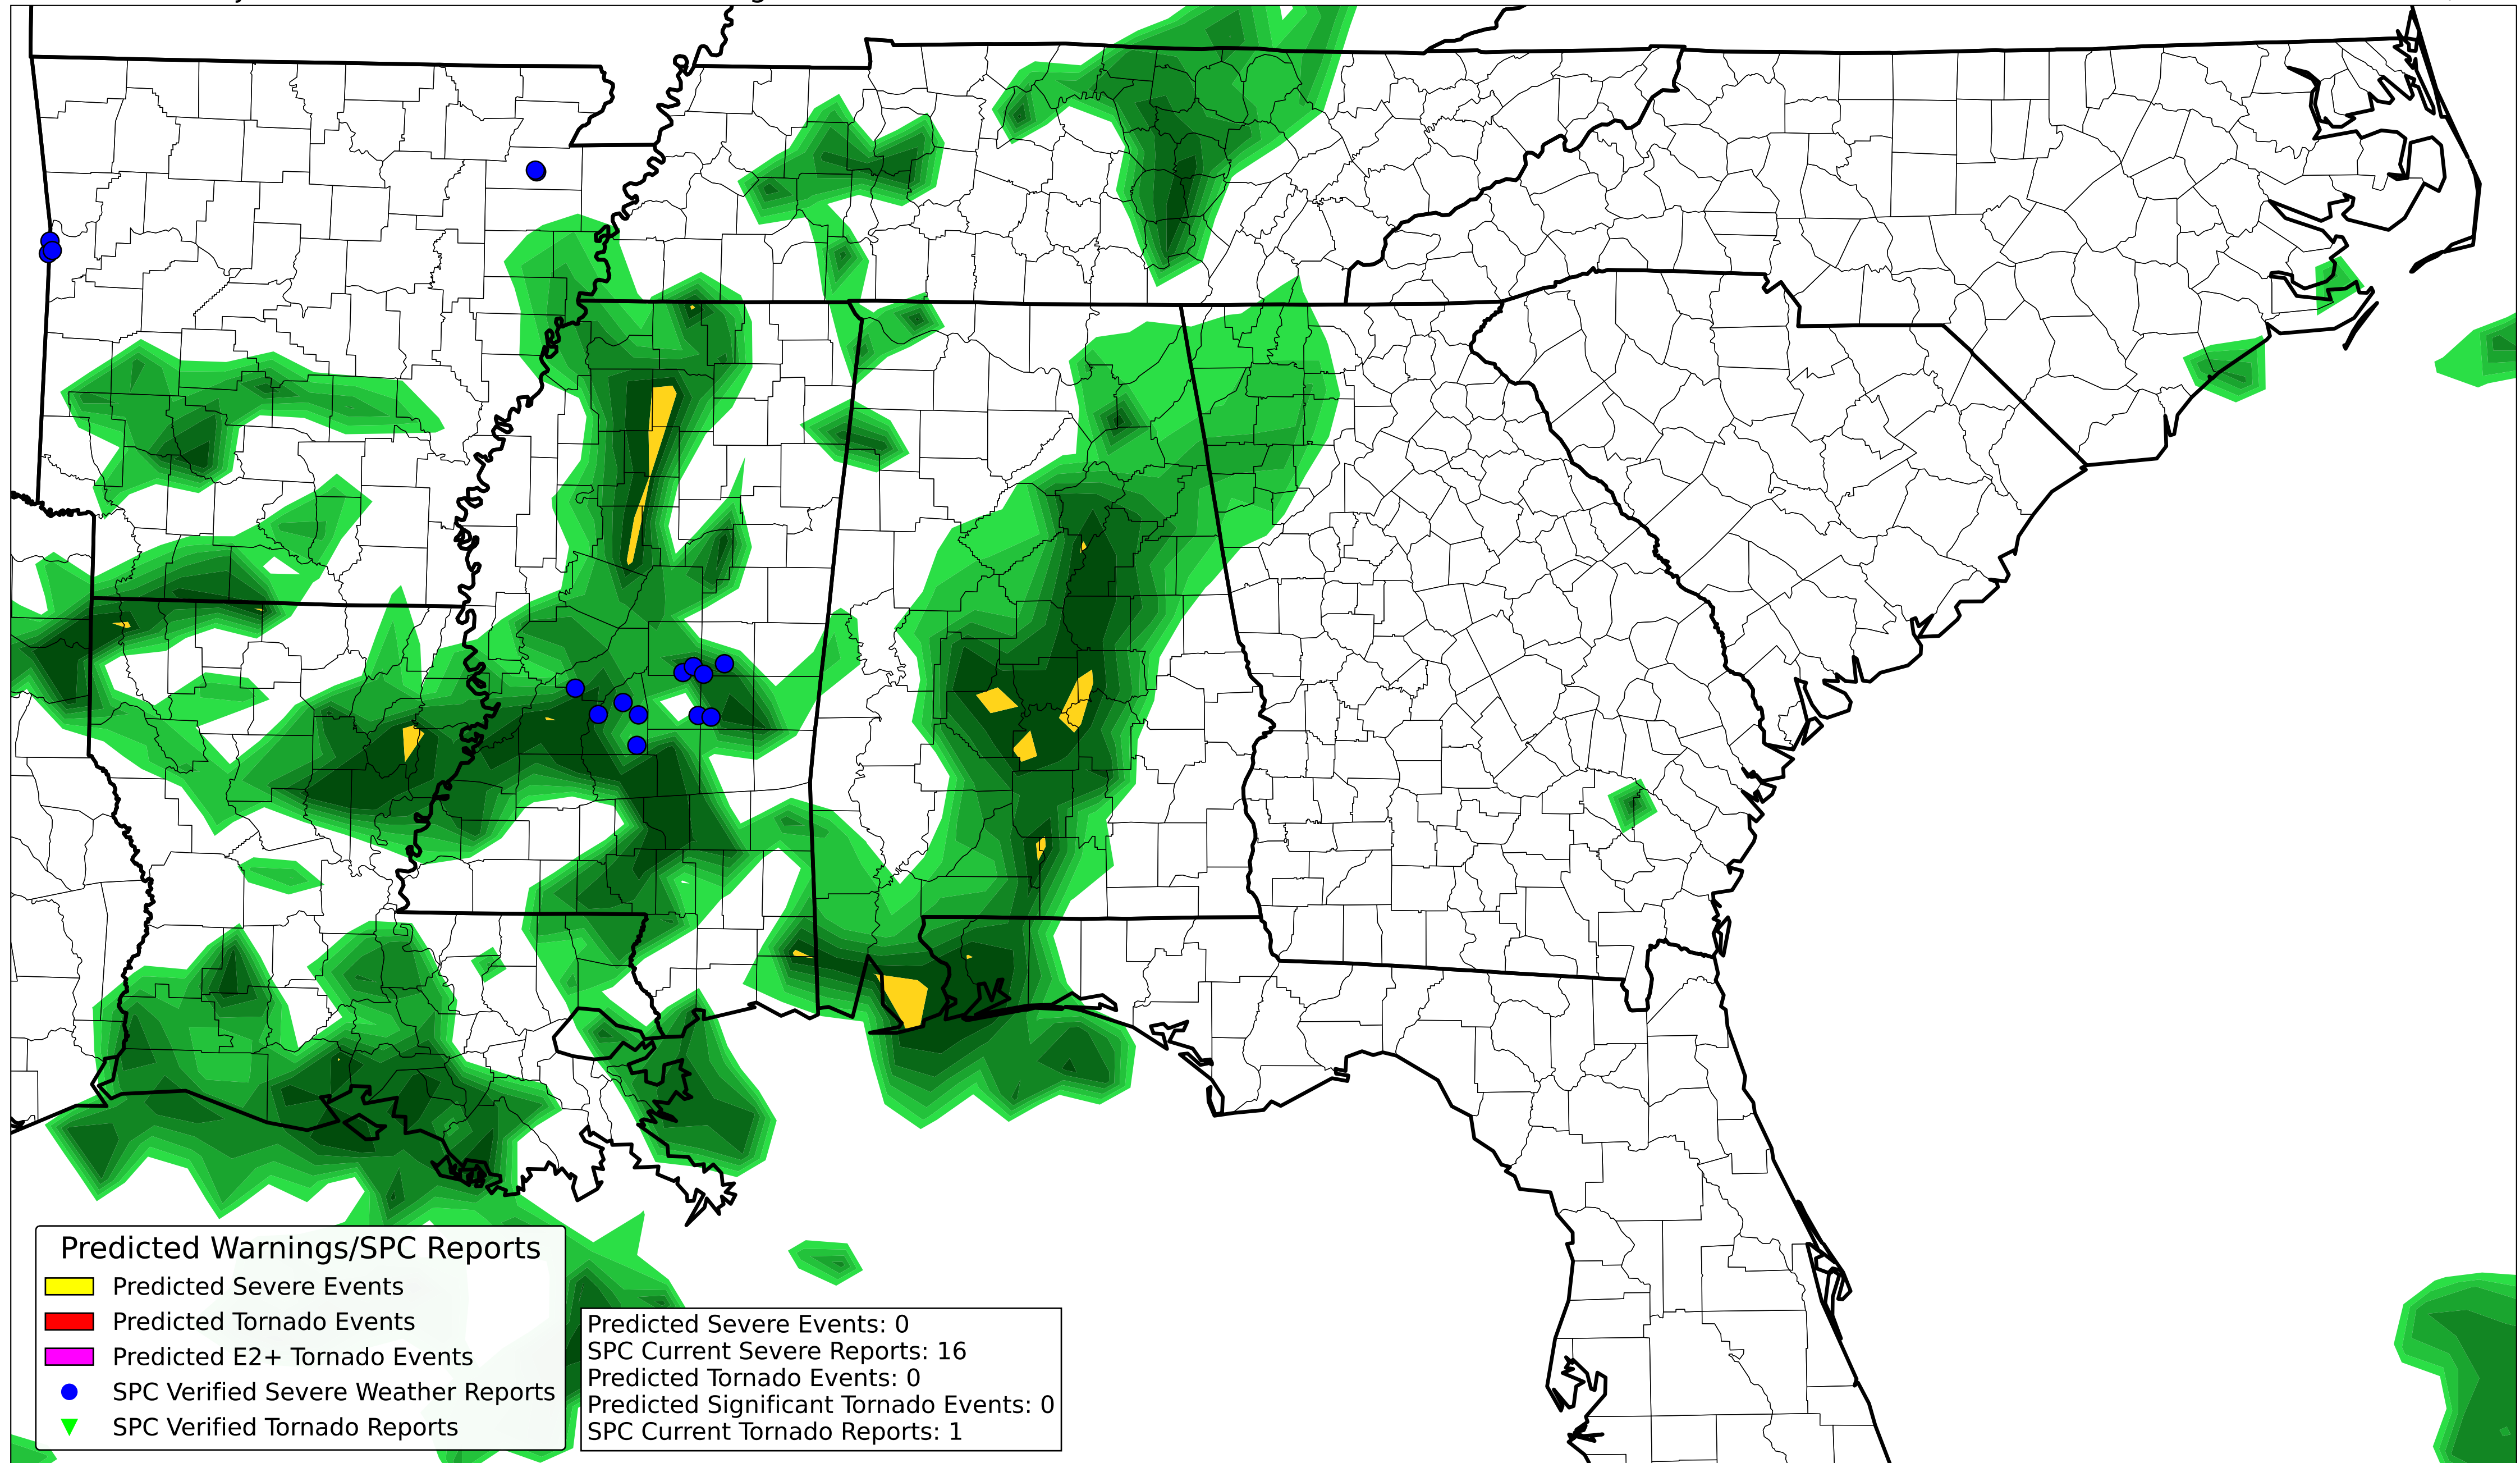 Predicted Warnings/SPC Reports
Predicted Severe Events
Predicted Tornado Events
Predicted E2+ Tornado Events
SPC Verified Severe Weather Reports
SPC Verified Tornado Reports
Predicted Severe Events: 0
SPC Current Severe Reports: 16
Predicted Tornado Events: 0
Predicted Significant Tornado Events: 0
SPC Current Tornado Reports: 1